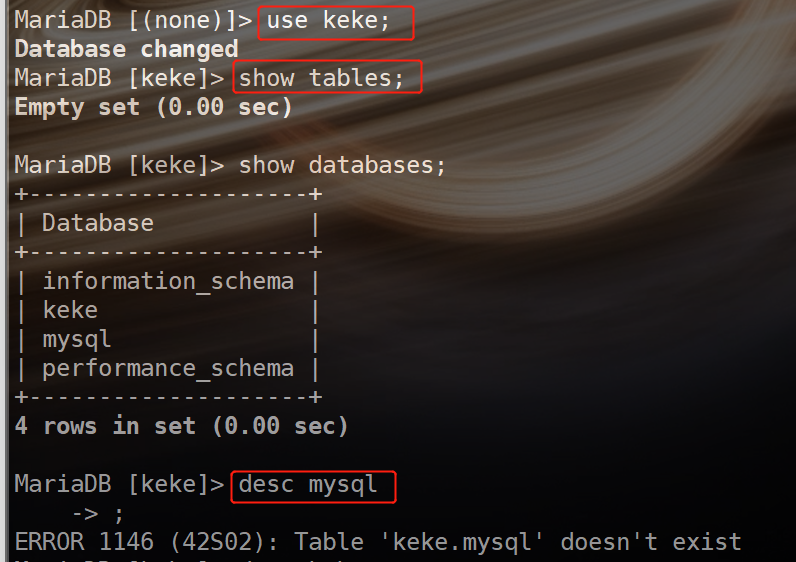 MariaDB [(none)]> use keke;
Database changed
MariaDB [keke]> show tables;
Empty set (0.00 sec)
MariaDB [keke]> show databases;
+--------------------+
| Database           |
+--------------------+
| information_schema |
| keke               |
| mysql              |
| performance_schema |
+--------------------+
4 rows in set (0.00 sec)
MariaDB [keke]> desc mysql
    -> ;
ERROR 1146 (42S02): Table 'keke.mysql' doesn't exist